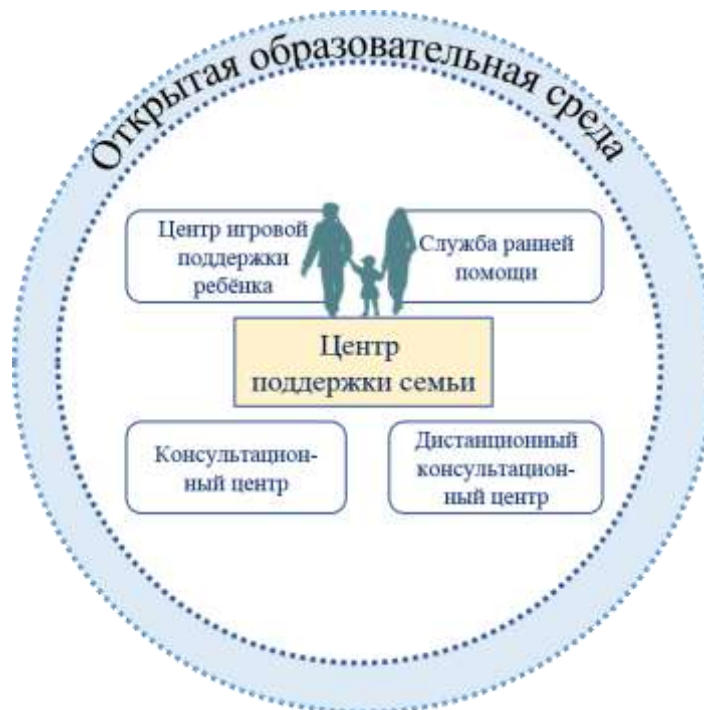 Открытая образовательная среда
Центр игровой
поддержки
ребёнка
Служба ранней
помощи
Центр
поддержки семьи
Консультацион-
ный центр
Дистанционный
консультацион-
ный центр